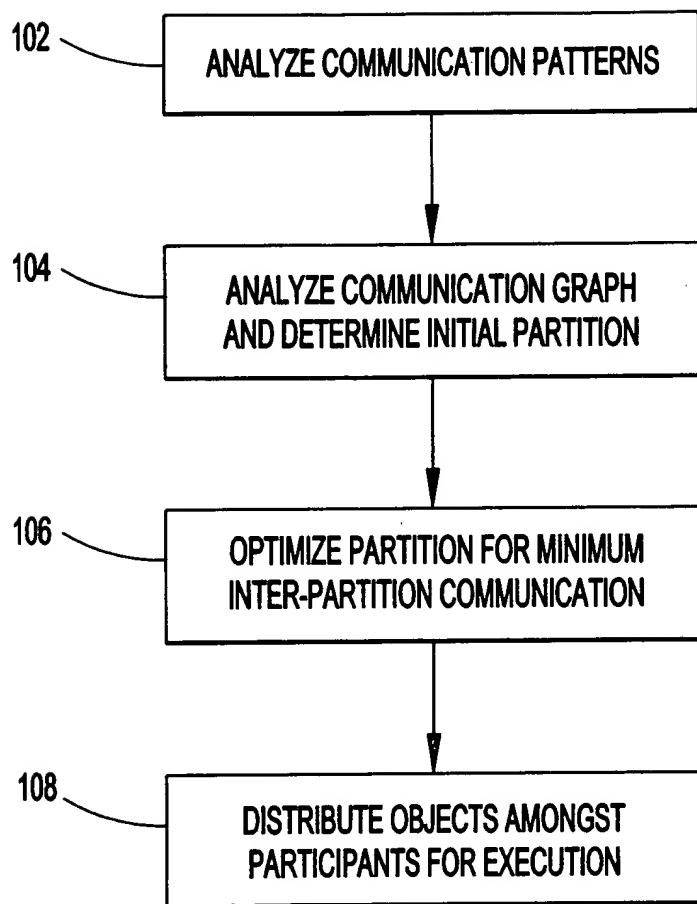 102
ANALYZE COMMUNICATION PATTERNS
104
ANALYZE COMMUNICATION GRAPH
AND DETERMINE INITIAL PARTITION
106
OPTIMIZE PARTITION FOR MINIMUM
INTER-PARTITION COMMUNICATION
108
DISTRIBUTE OBJECTS AMONGST
PARTICIPANTS FOR EXECUTION